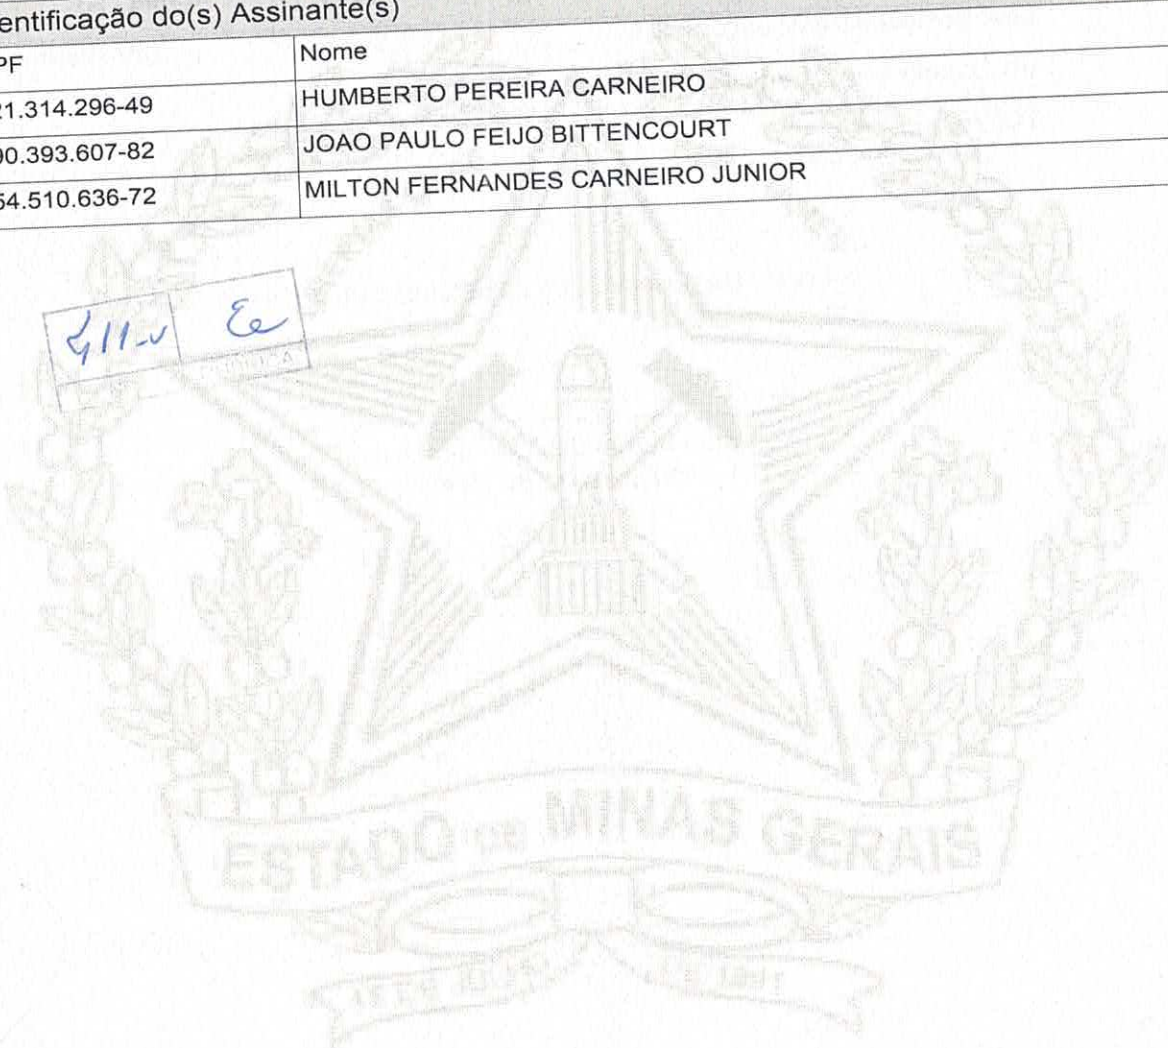 entificação do(s) Assinante(s)
PF Nome
21.314.296-49 HUMBERTO PEREIRA CARNEIRO
90.393.607-82 JOAO PAULO FEIJO BITTENCOURT
54.510.636-72 MILTON FERNANDES CARNEIRO JUNIOR
ESTADO DE MINAS GERAIS